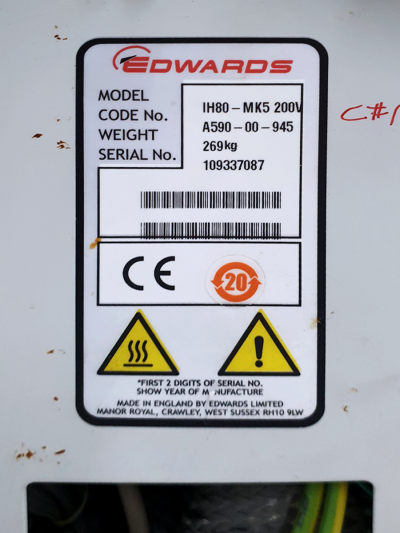 EDWARDS
MODEL IH80-MK5 200V
CODE No. A590-00-945
WEIGHT 269kg
SERIAL No. 109337087
C#1
CE 20
*FIRST 2 DIGITS OF SERIAL NO.
SHOW YEAR OF MANUFACTURE
MADE IN ENGLAND BY EDWARDS LIMITED
MANOR ROYAL, CRAWLEY, WEST SUSSEX RH10 9LW